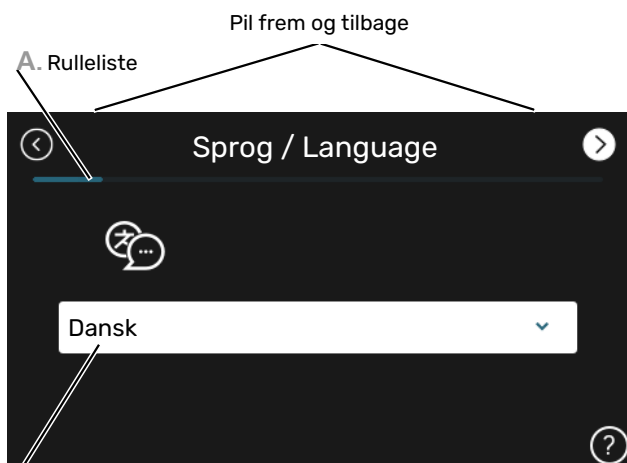 Pil frem og tilbage
A. Rulleliste
Sprog / Language
Dansk
?